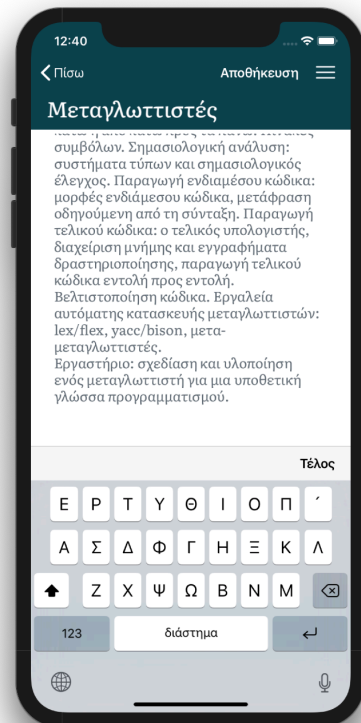 12:40
Πίσω
Αποθήκευση
Μεταγλωττιστές
συμβόλων. Σημασιολογική ανάλυση:
συστήματα τύπων και σημασιολογικός
έλεγχος. Παραγωγή ενδιαμέσου κώδικα:
μορφές ενδιάμεσου κώδικα, μετάφραση
οδηγούμενη από τη σύνταξη. Παραγωγή
τελικού κώδικα: ο τελικός υπολογιστής,
διαχείριση μνήμης και εγγραφήματα
δραστηριοποίησης, παραγωγή τελικού
κώδικα εντολή προς εντολή.
Βελτιστοποίηση κώδικα. Εργαλεία
αυτόματης κατασκευής μεταγλωττιστών:
lex/flex, yacc/bison, μετα-
μεταγλωττιστές.
Εργαστήριο: σχεδίαση και υλοποίηση
ενός μεταγλωττιστή για μια υποθετική
γλώσσα προγραμματισμού.
Τέλος
Ε Ρ Τ Υ Θ Ι Ο Π ΄
Α Σ Δ Φ Γ Η Ξ Κ Λ
Ζ Χ Ψ Ω Β Ν Μ
123 διάστημα